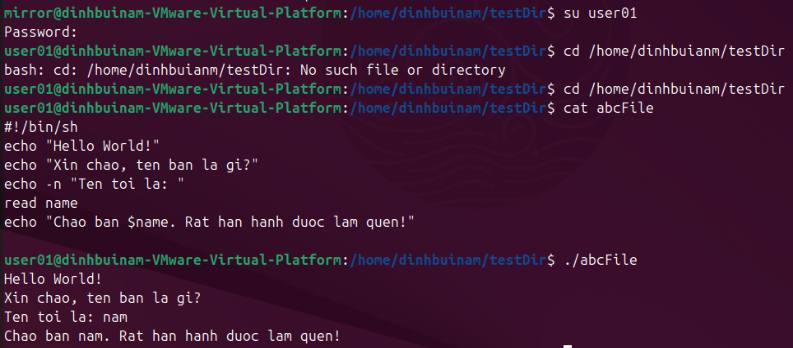 mirror@dinhbuinam-VMware-Virtual-Platform:/home/dinhbuinam/testDir$ su user01
Password:
user01@dinhbuinam-VMware-Virtual-Platform:/home/dinhbuinam/testDir$ cd /home/dinhbuianm/testDir
bash: cd: /home/dinhbuianm/testDir: No such file or directory
user01@dinhbuinam-VMware-Virtual-Platform:/home/dinhbuinam/testDir$ cd /home/dinhbuinam/testDir
user01@dinhbuinam-VMware-Virtual-Platform:/home/dinhbuinam/testDir$ cat abcFile
#!/bin/sh
echo "Hello World!"
echo "Xin chao, ten ban la gi?"
echo -n "Ten toi la: "
read name
echo "Chao ban $name. Rat han hanh duoc lam quen!"
user01@dinhbuinam-VMware-Virtual-Platform:/home/dinhbuinam/testDir$ ./abcFile
Hello World!
Xin chao, ten ban la gi?
Ten toi la: nam
Chao ban nam. Rat han hanh duoc lam quen!